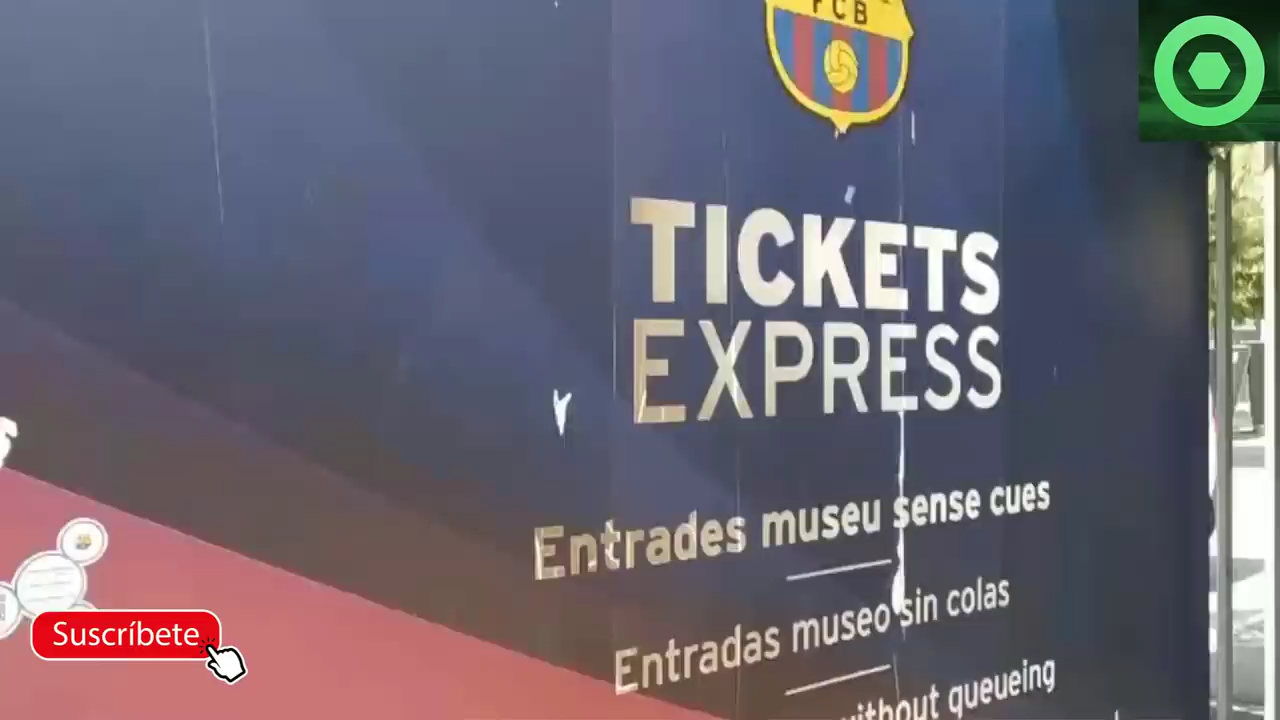 FCB
TICKETS
EXPRESS
Entrades museu sense cues
Entradas museo sin colas
without queueing
Suscríbete